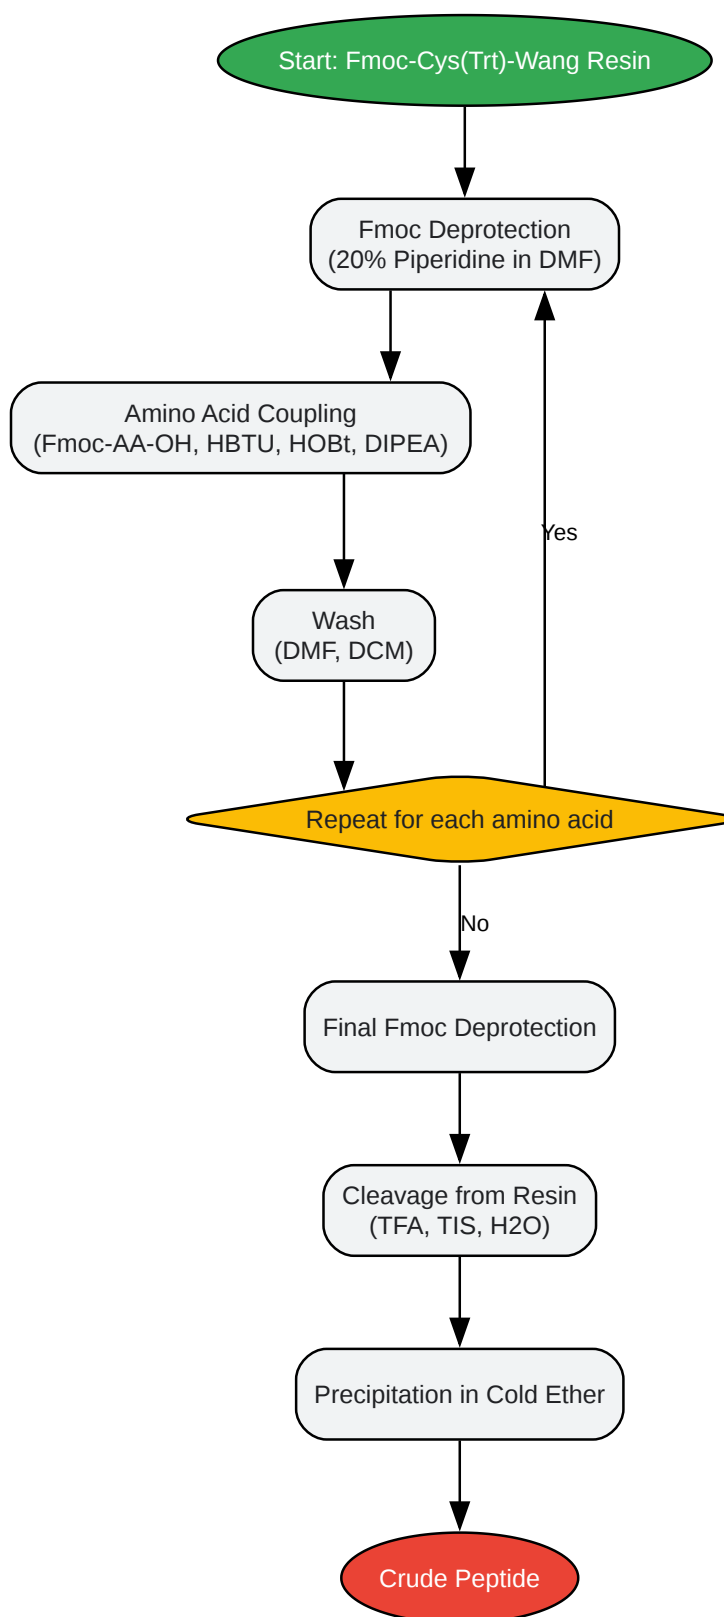 Start: Fmoc-Cys(Trt)-Wang Resin
Fmoc Deprotection
(20% Piperidine in DMF)
Amino Acid Coupling
(Fmoc-AA-OH, HBTU, HOBt, DIPEA)
Yes
Wash
(DMF, DCM)
Repeat for each amino acid
No
Final Fmoc Deprotection
Cleavage from Resin
(TFA, TIS, H2O)
Precipitation in Cold Ether
Crude Peptide